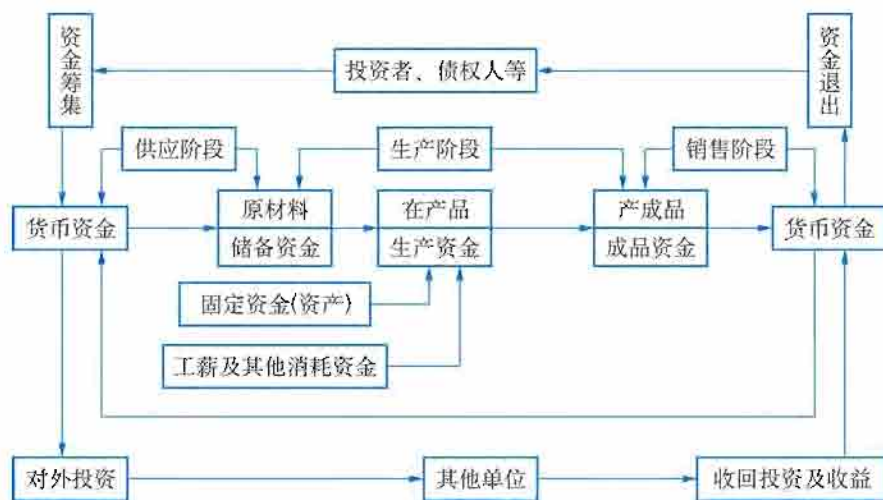 资金筹集
投资者、债权人等
资金退出
供应阶段
生产阶段
销售阶段
货币资金
原材料
储备资金
在产品
生产资金
产成品
成品资金
货币资金
固定资金(资产)
工薪及其他消耗资金
对外投资
其他单位
收回投资及收益